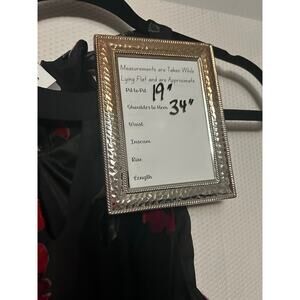 Measurements are Taken While
Lying Flat and are Approximate
Pit to Pit 19"
Shoulder to Hem 34"
Waist
Inseam
Rise
Length